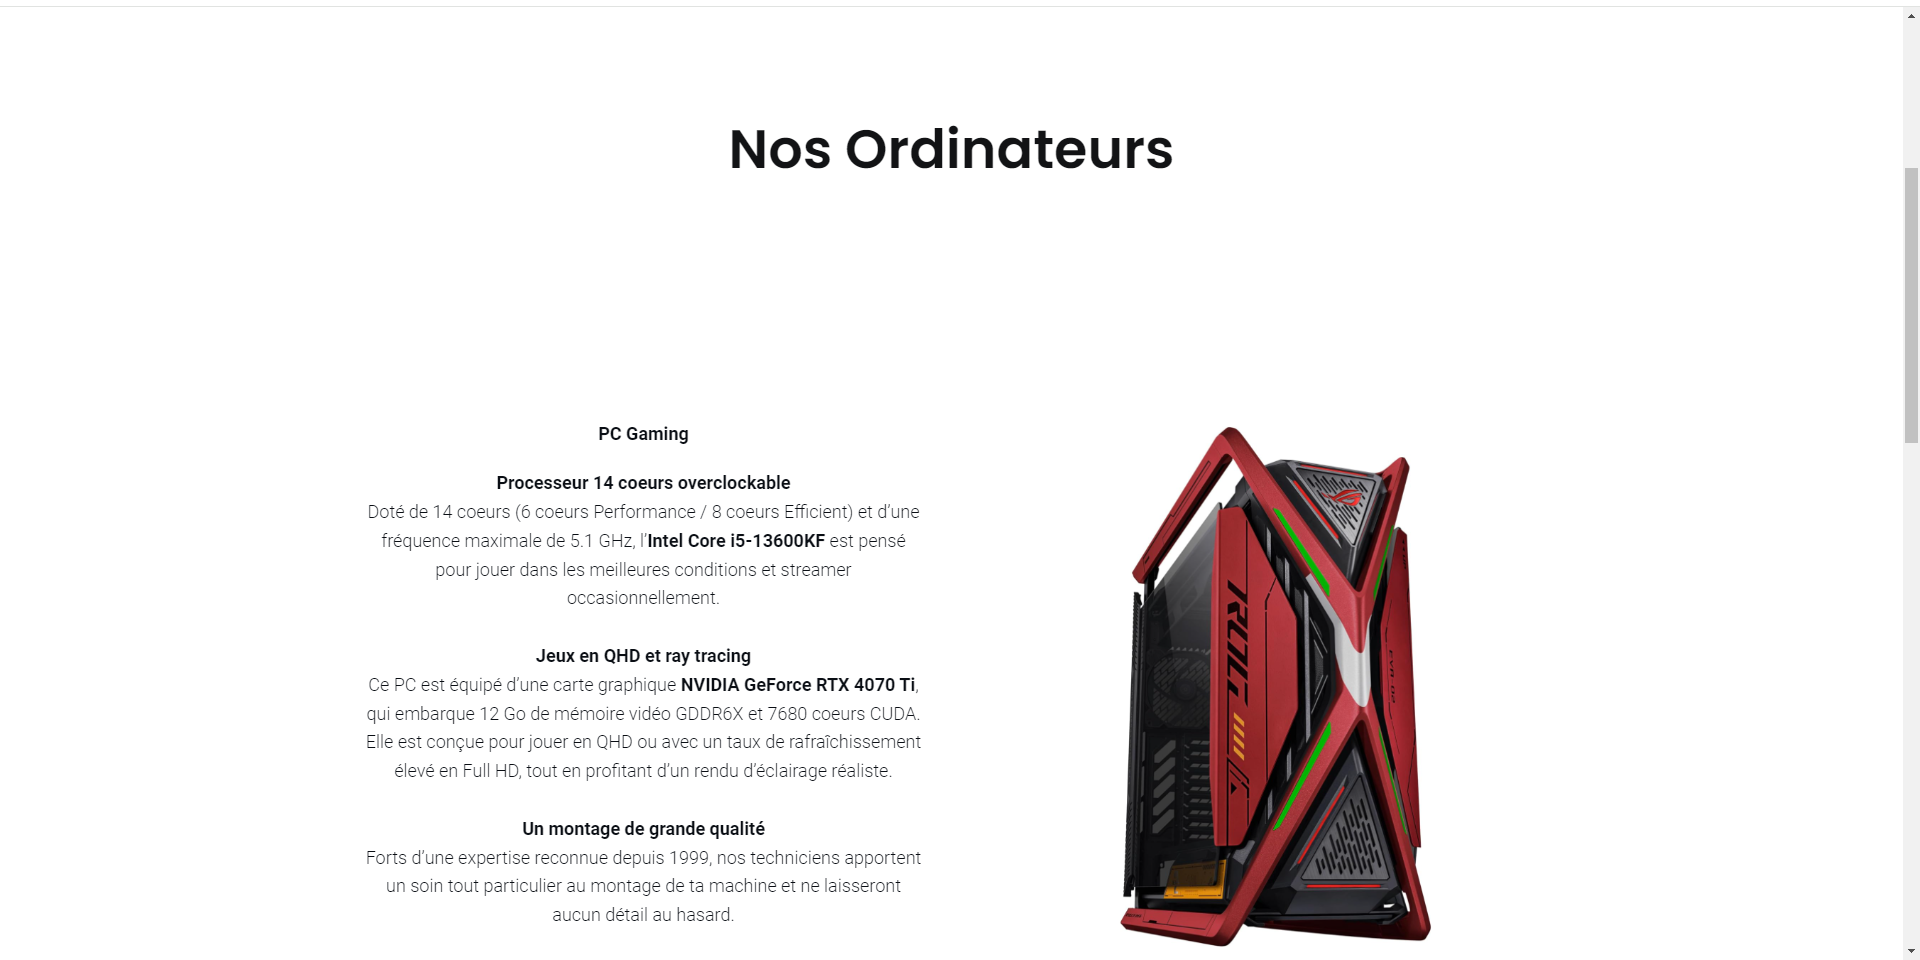 Nos Ordinateurs
PC Gaming
Processeur 14 coeurs overclockable
Doté de 14 coeurs (6 coeurs Performance / 8 coeurs Efficient) et d’une
fréquence maximale de 5.1 GHz, l’Intel Core i5-13600KF est pensé
pour jouer dans les meilleures conditions et streamer
occasionnellement.
Jeux en QHD et ray tracing
Ce PC est équipé d’une carte graphique NVIDIA GeForce RTX 4070 Ti,
qui embarque 12 Go de mémoire vidéo GDDR6X et 7680 coeurs CUDA.
Elle est conçue pour jouer en QHD ou avec un taux de rafraîchissement
élevé en Full HD, tout en profitant d’un rendu d’éclairage réaliste.
Un montage de grande qualité
Forts d’une expertise reconnue depuis 1999, nos techniciens apportent
un soin tout particulier au montage de ta machine et ne laisseront
aucun détail au hasard.
EVA-02